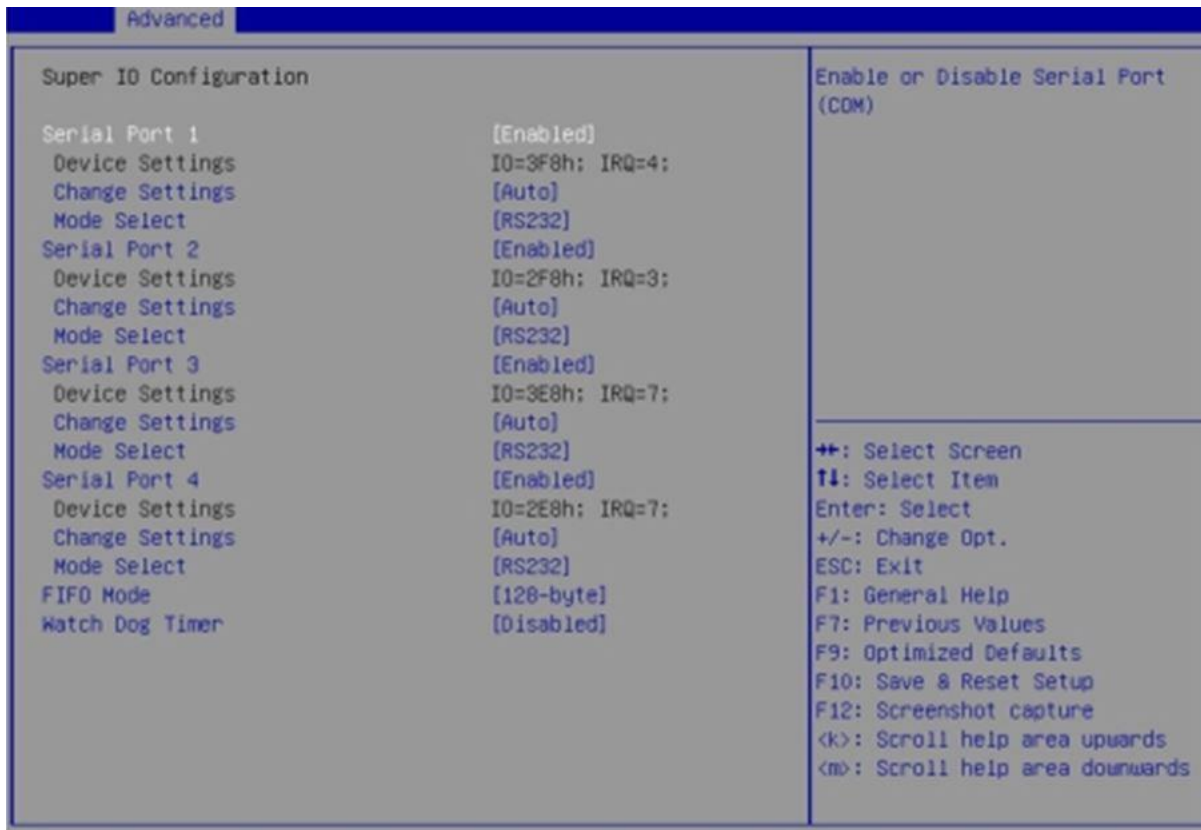 Advanced
Super IO Configuration
Serial Port 1 [Enabled]
Device Settings IO=3F8h; IRQ=4;
Change Settings [Auto]
Mode Select [RS232]
Serial Port 2 [Enabled]
Device Settings IO=2F8h; IRQ=3;
Change Settings [Auto]
Mode Select [RS232]
Serial Port 3 [Enabled]
Device Settings IO=3E8h; IRQ=7;
Change Settings [Auto]
Mode Select [RS232]
Serial Port 4 [Enabled]
Device Settings IO=2E8h; IRQ=7;
Change Settings [Auto]
Mode Select [RS232]
FIFO Mode [128-byte]
Watch Dog Timer [Disabled]
Enable or Disable Serial Port
(COM)
→←: Select Screen
↑↓: Select Item
Enter: Select
+/-: Change Opt.
ESC: Exit
F1: General Help
F7: Previous Values
F9: Optimized Defaults
F10: Save & Reset Setup
F12: Screenshot capture
<k>: Scroll help area upwards
<m>: Scroll help area downwards